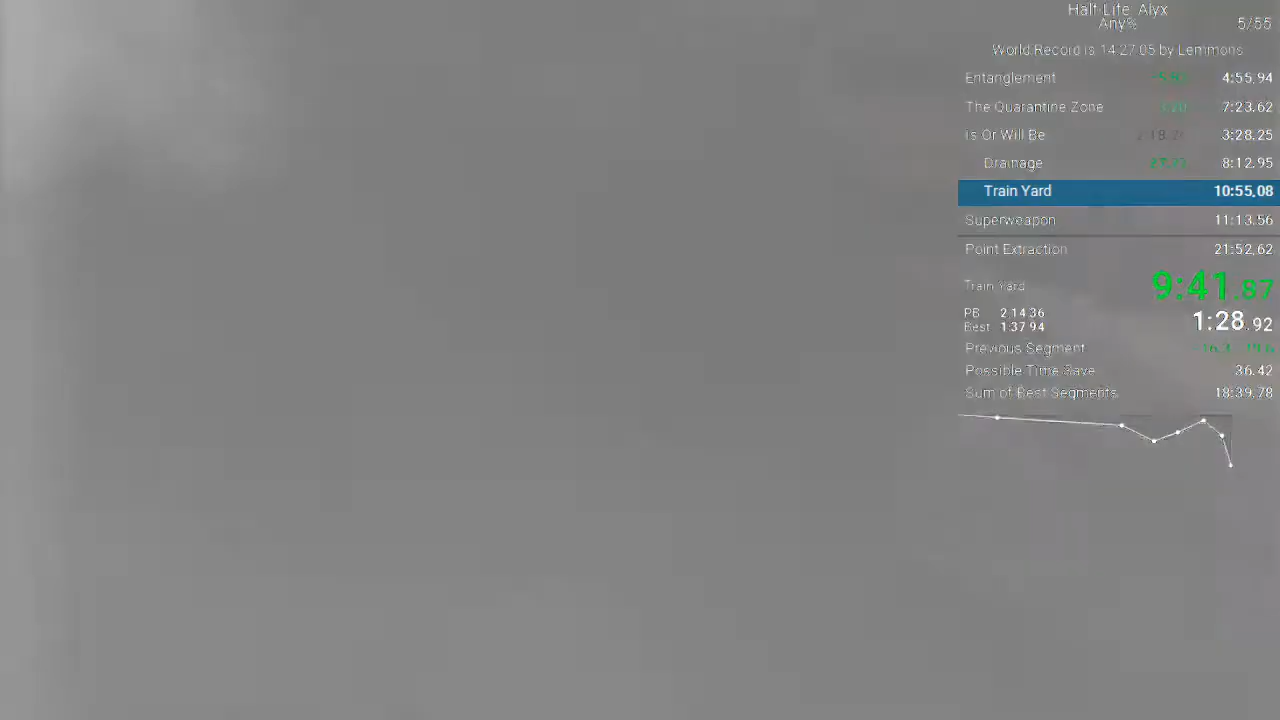 Half-Life: Alyx
Any%
5/55
World Record is 14:27.05 by Lemmons
Entanglement 4:55.94
The Quarantine Zone 7:23.62
Is Or Will Be 3:28.25
Drainage 8:12.95
Train Yard 10:55.08
Superweapon 11:13.56
Point Extraction 21:52.62
Train Yard 9:41.87
PB 2:14.36
Best 1:37.94
1:28.92
Previous Segment
Possible Time Save 36.42
Sum of Best Segments 18:39.78